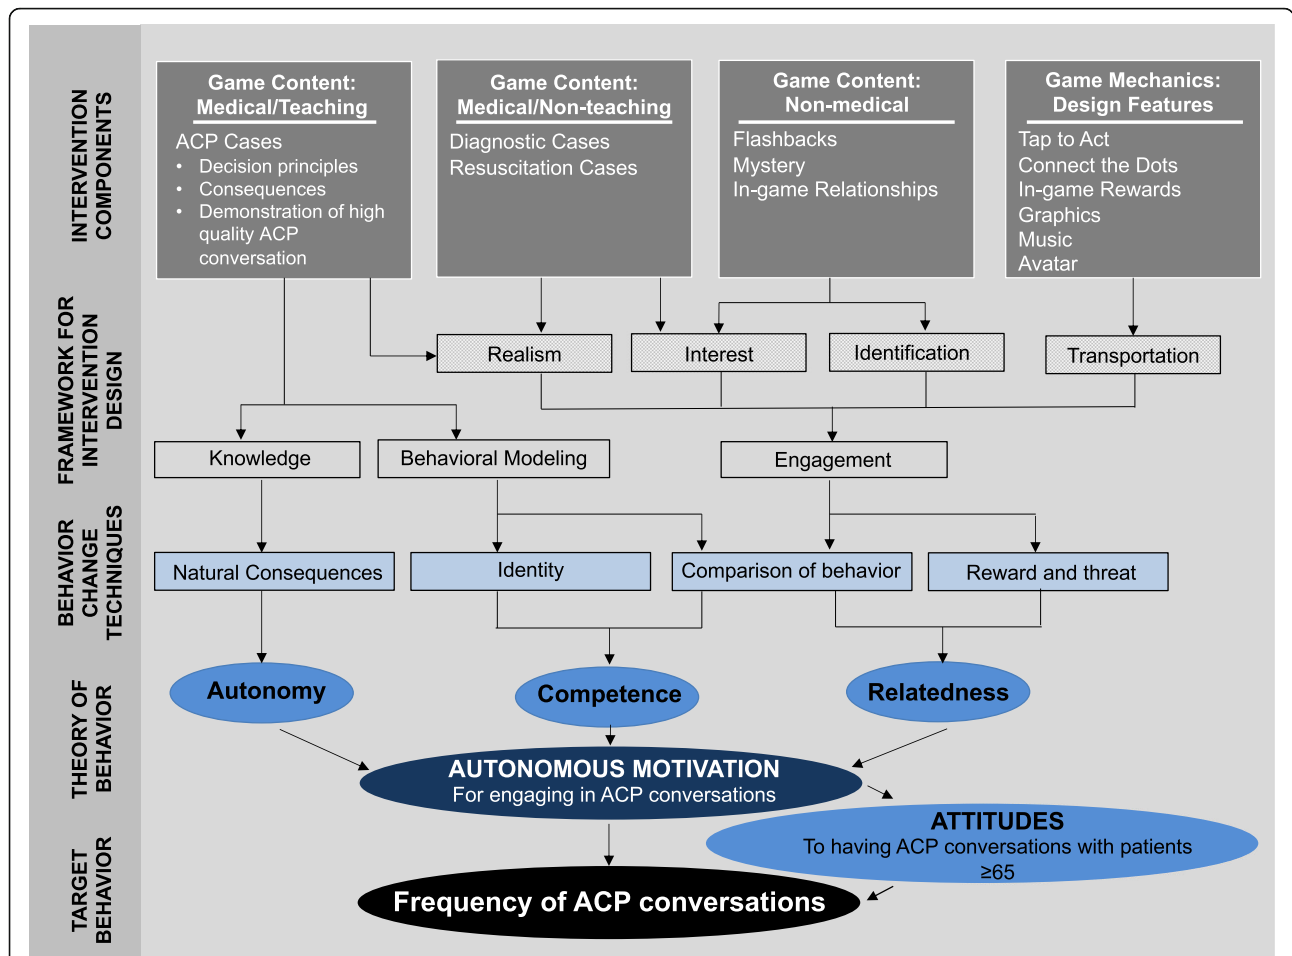 INTERVENTION
COMPONENTS
Game Content:
Medical/Teaching
ACP Cases
• Decision principles
• Consequences
• Demonstration of high
quality ACP
conversation
Game Content:
Medical/Non-teaching
Diagnostic Cases
Resuscitation Cases
Game Content:
Non-medical
Flashbacks
Mystery
In-game Relationships
Game Mechanics:
Design Features
Tap to Act
Connect the Dots
In-game Rewards
Graphics
Music
Avatar
FRAMEWORK FOR
INTERVENTION
DESIGN
Realism
Interest
Identification
Transportation
Knowledge
Behavioral Modeling
Engagement
BEHAVIOR
CHANGE
TECHNIQUES
Natural Consequences
Identity
Comparison of behavior
Reward and threat
THEORY OF
BEHAVIOR
Autonomy
Competence
Relatedness
AUTONOMOUS MOTIVATION
For engaging in ACP conversations
ATTITUDES
To having ACP conversations with patients
≥65
TARGET
BEHAVIOR
Frequency of ACP conversations